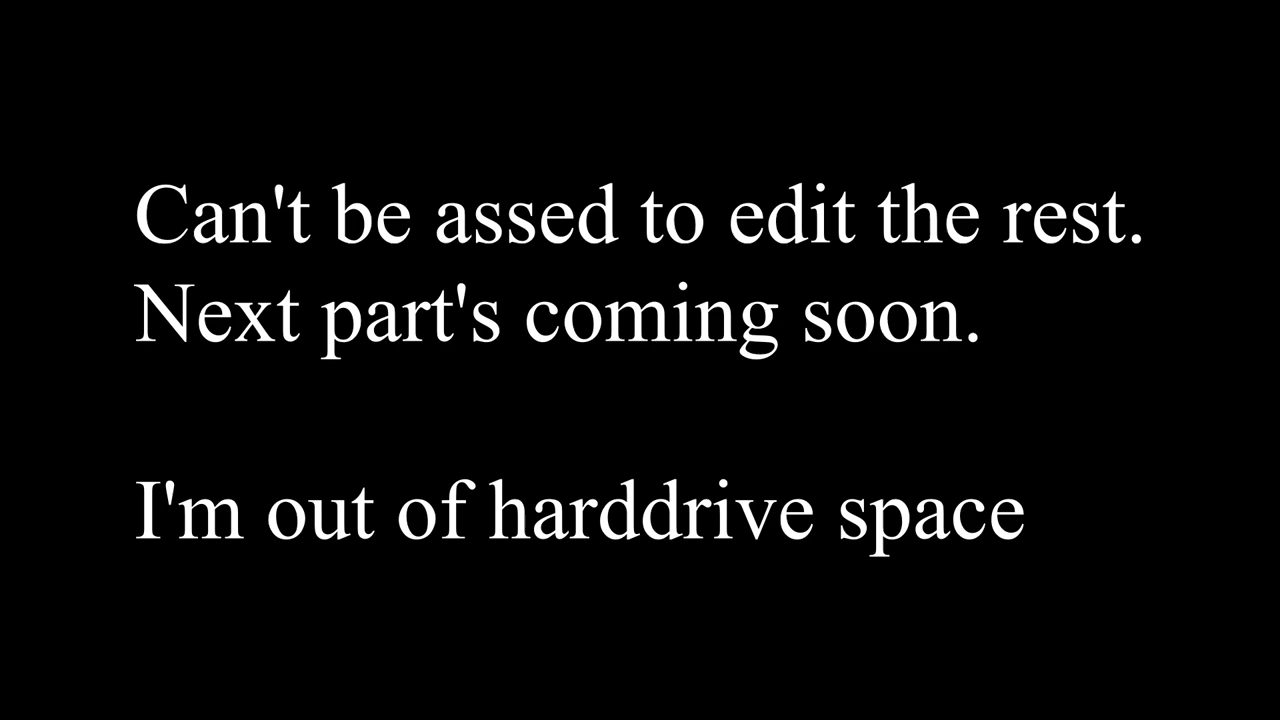 Can't be assed to edit the rest.
Next part's coming soon.
I'm out of harddrive space